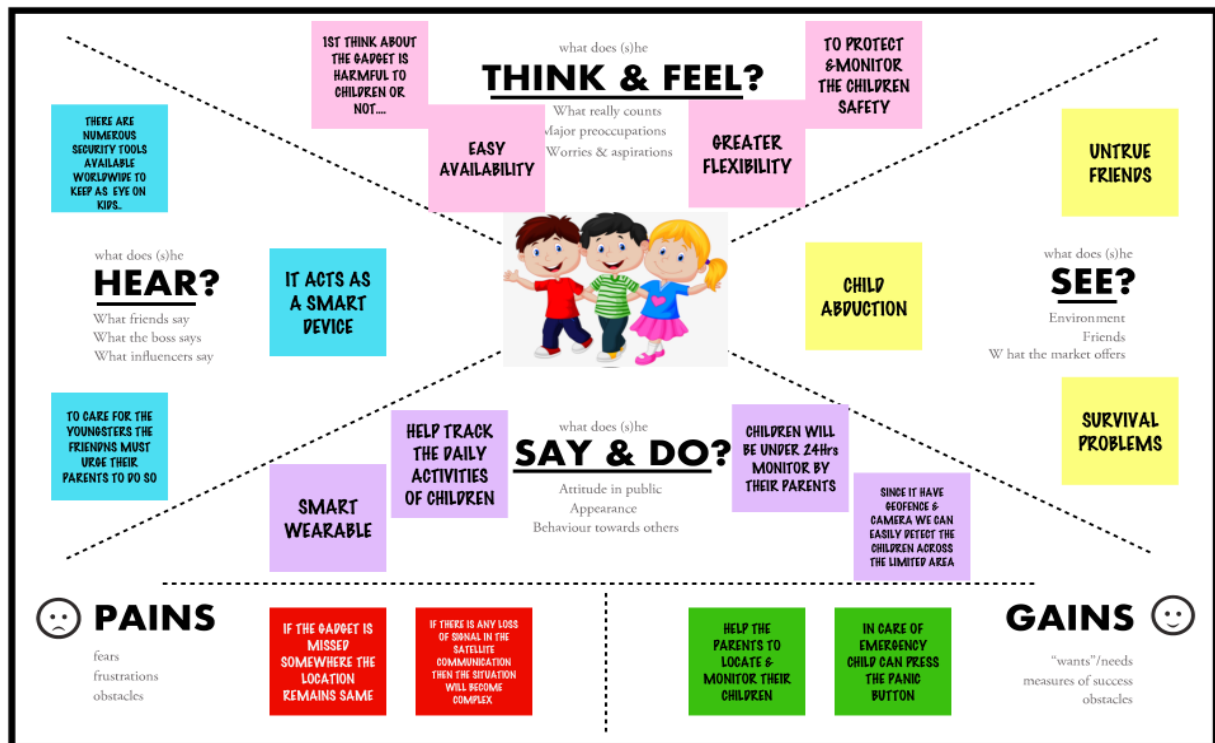 1ST THINK ABOUT
THE GADGET IS
HARMFUL TO
CHILDREN OR
NOT....
what does (s)he
THINK & FEEL?
What really counts
Major preoccupations
Worries & aspirations
EASY
AVAILABILITY
GREATER
FLEXIBILITY
TO PROTECT
&MONITOR
THE CHILDREN
SAFETY
THERE ARE
NUMEROUS
SECURITY TOOLS
AVAILABLE
WORLDWIDE TO
KEEP AS EYE ON
KIDS..
what does (s)he
HEAR?
What friends say
What the boss says
What influencers say
IT ACTS AS
A SMART
DEVICE
TO CARE FOR THE
YOUNGSTERS THE
FRIENDNS MUST
URGE THEIR
PARENTS TO DO SO
UNTRUE
FRIENDS
CHILD
ABDUCTION
what does (s)he
SEE?
Environment
Friends
W hat the market offers
SURVIVAL
PROBLEMS
SMART
WEARABLE
HELP TRACK
THE DAILY
ACTIVITIES
OF CHILDREN
what does (s)he
SAY & DO?
Attitude in public
Appearance
Behaviour towards others
CHILDREN WILL
BE UNDER 24Hrs
MONITOR BY
THEIR PARENTS
SINCE IT HAVE
GEOFENCE &
CAMERA WE CAN
EASILY DETECT THE
CHILDREN ACROSS
THE LIMITED AREA
PAINS
fears
frustrations
obstacles
IF THE GADGET IS
MISSED
SOMEWHERE THE
LOCATION
REMAINS SAME
IF THERE IS ANY LOSS
OF SIGNAL IN THE
SATELLITE
COMMUNICATION
THEN THE SITUATION
WILL BECOME
COMPLEX
HELP THE
PARENTS TO
LOCATE &
MONITOR THEIR
CHILDREN
IN CARE OF
EMERGENCY
CHILD CAN PRESS
THE PANIC
BUTTON
GAINS
"wants"/needs
measures of success
obstacles